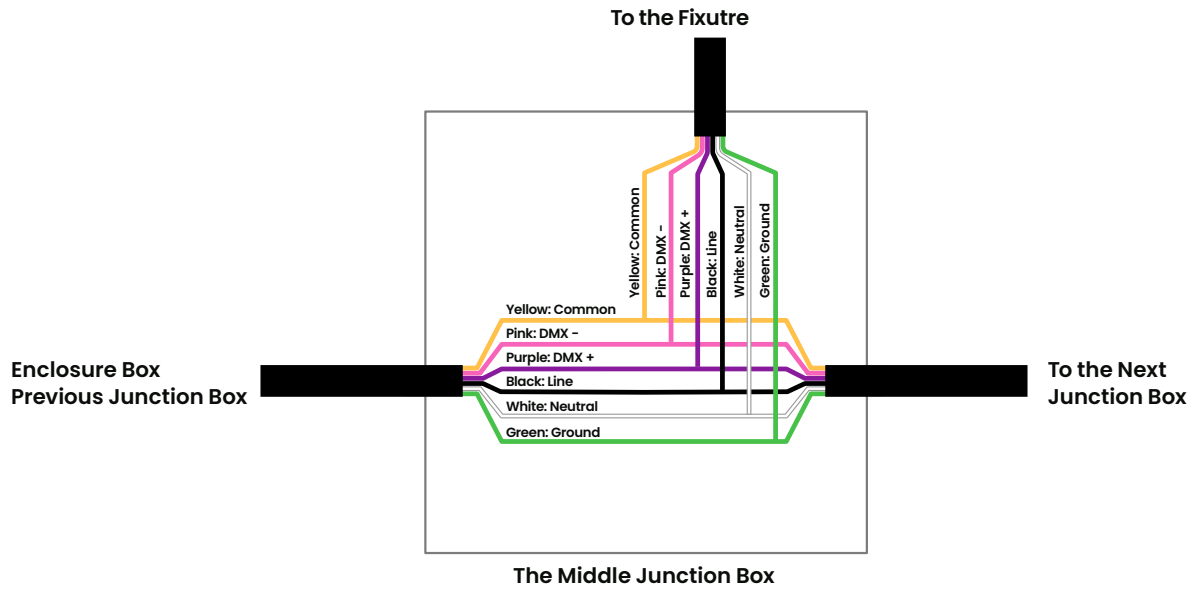 To the Fixutre
Yellow: Common
Pink: DMX -
Purple: DMX +
Black: Line
White: Neutral
Green: Ground
Yellow: Common
Pink: DMX -
Purple: DMX +
Black: Line
White: Neutral
Green: Ground
Enclosure Box
Previous Junction Box
To the Next
Junction Box
The Middle Junction Box